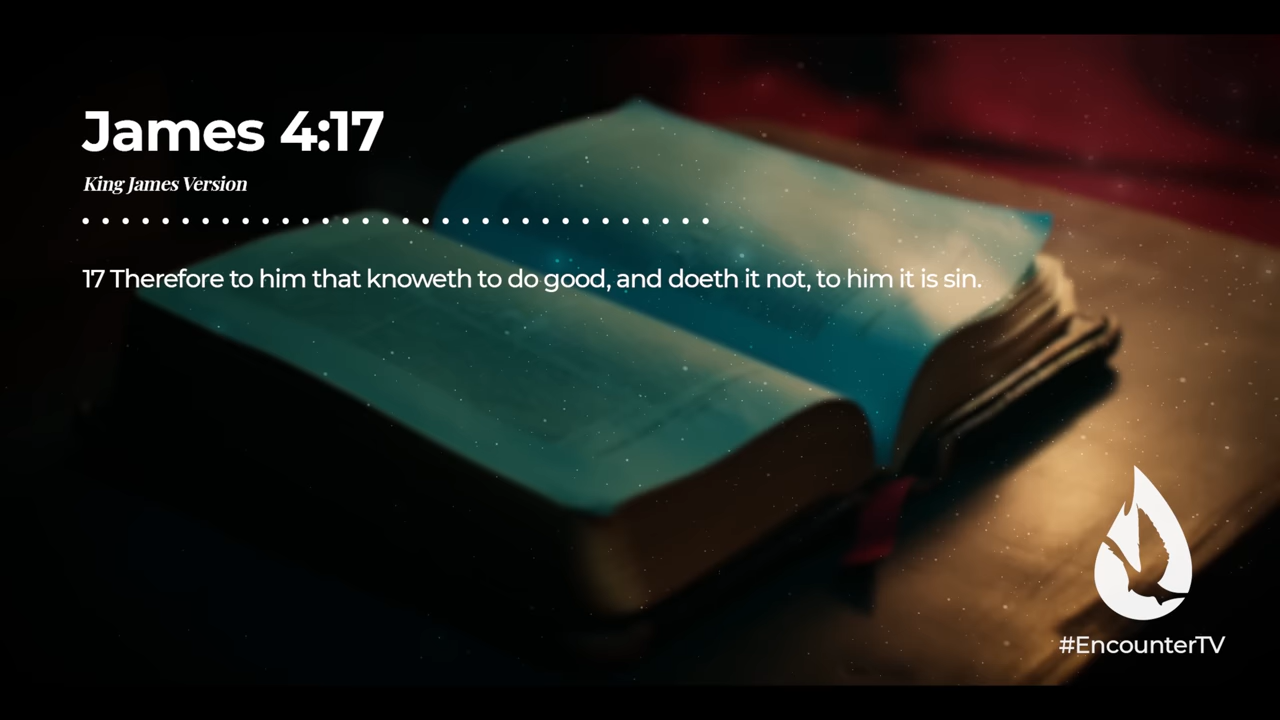 James 4:17
King James Version
17 Therefore to him that knoweth to do good, and doeth it not, to him it is sin.
#EncounterTV